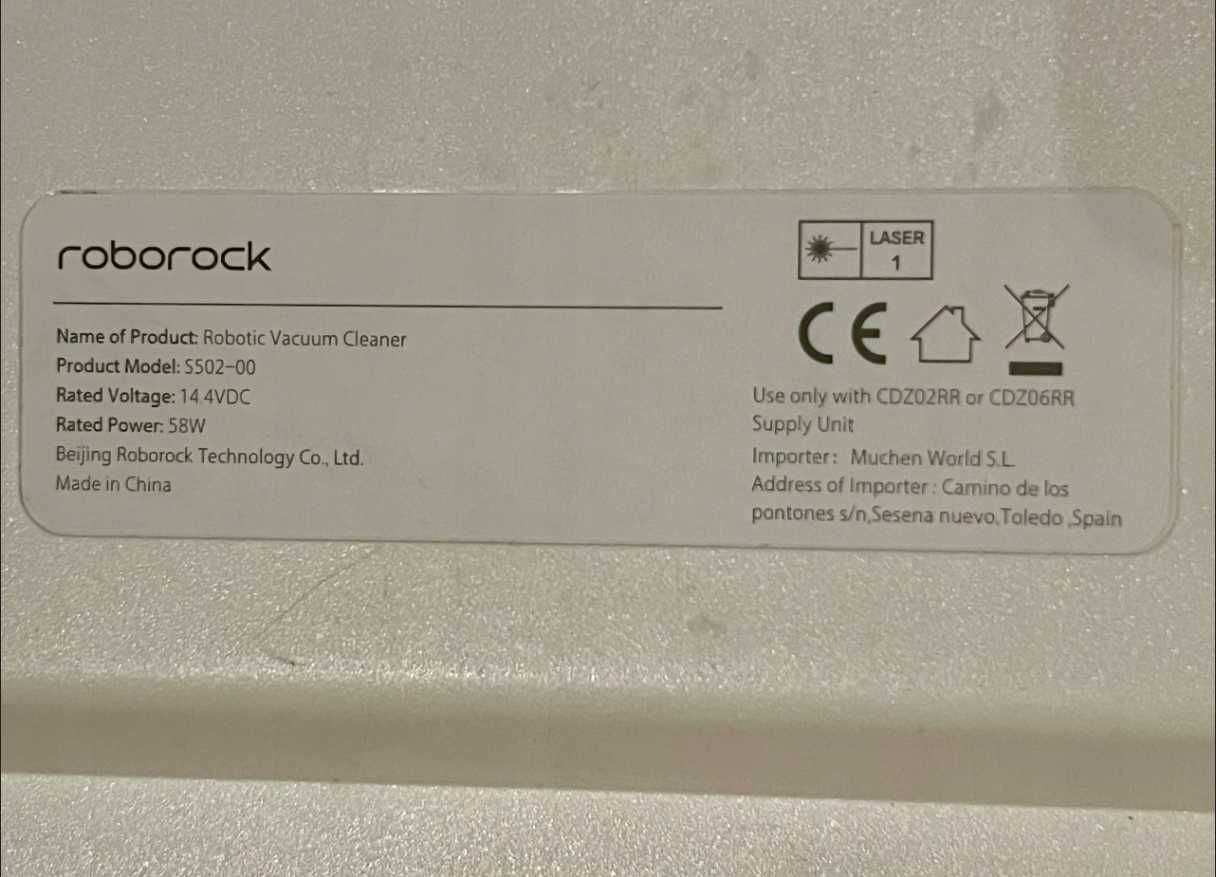 roborock
Name of Product: Robotic Vacuum Cleaner
Product Model: S502-00
Rated Voltage: 14.4VDC
Rated Power: 58W
Beijing Roborock Technology Co., Ltd.
Made in China
LASER
1
CE
Use only with CDZ02RR or CDZ06RR
Supply Unit
Importer: Muchen World S.L.
Address of Importer : Camino de los
pontones s/n,Sesena nuevo,Toledo ,Spain